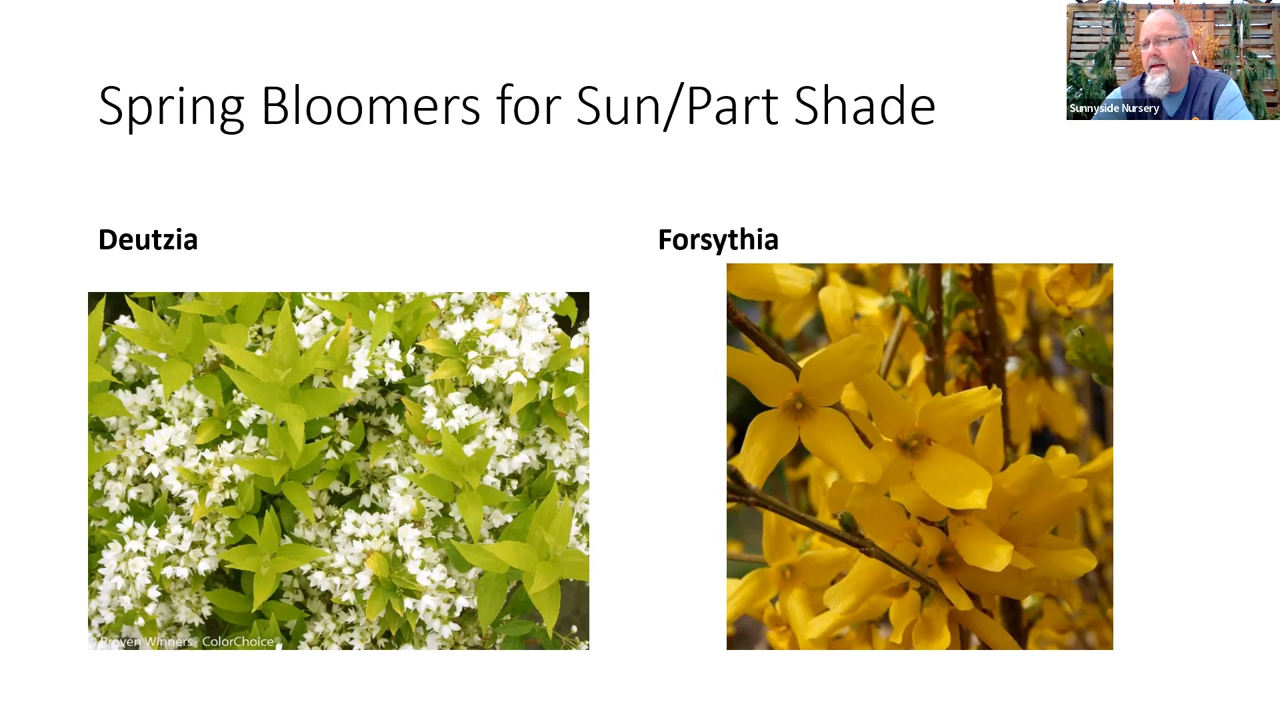 Spring Bloomers for Sun/Part Shade
Sunnyside Nursery
Deutzia
Forsythia
Proven Winners® ColorChoice®